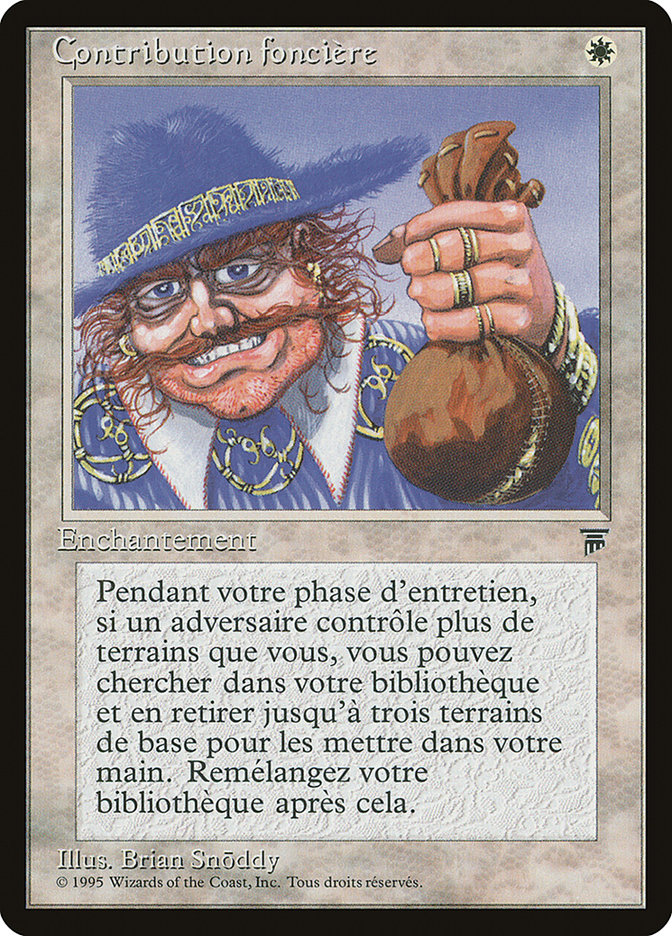 Contribution foncière
Enchantement
Pendant votre phase d'entretien,
si un adversaire contrôle plus de
terrains que vous, vous pouvez
chercher dans votre bibliothèque
et en retirer jusqu'à trois terrains
de base pour les mettre dans votre
main. Remélangez votre
bibliothèque après cela.
Illus. Brian Snōddy
© 1995 Wizards of the Coast, Inc. Tous droits réservés.